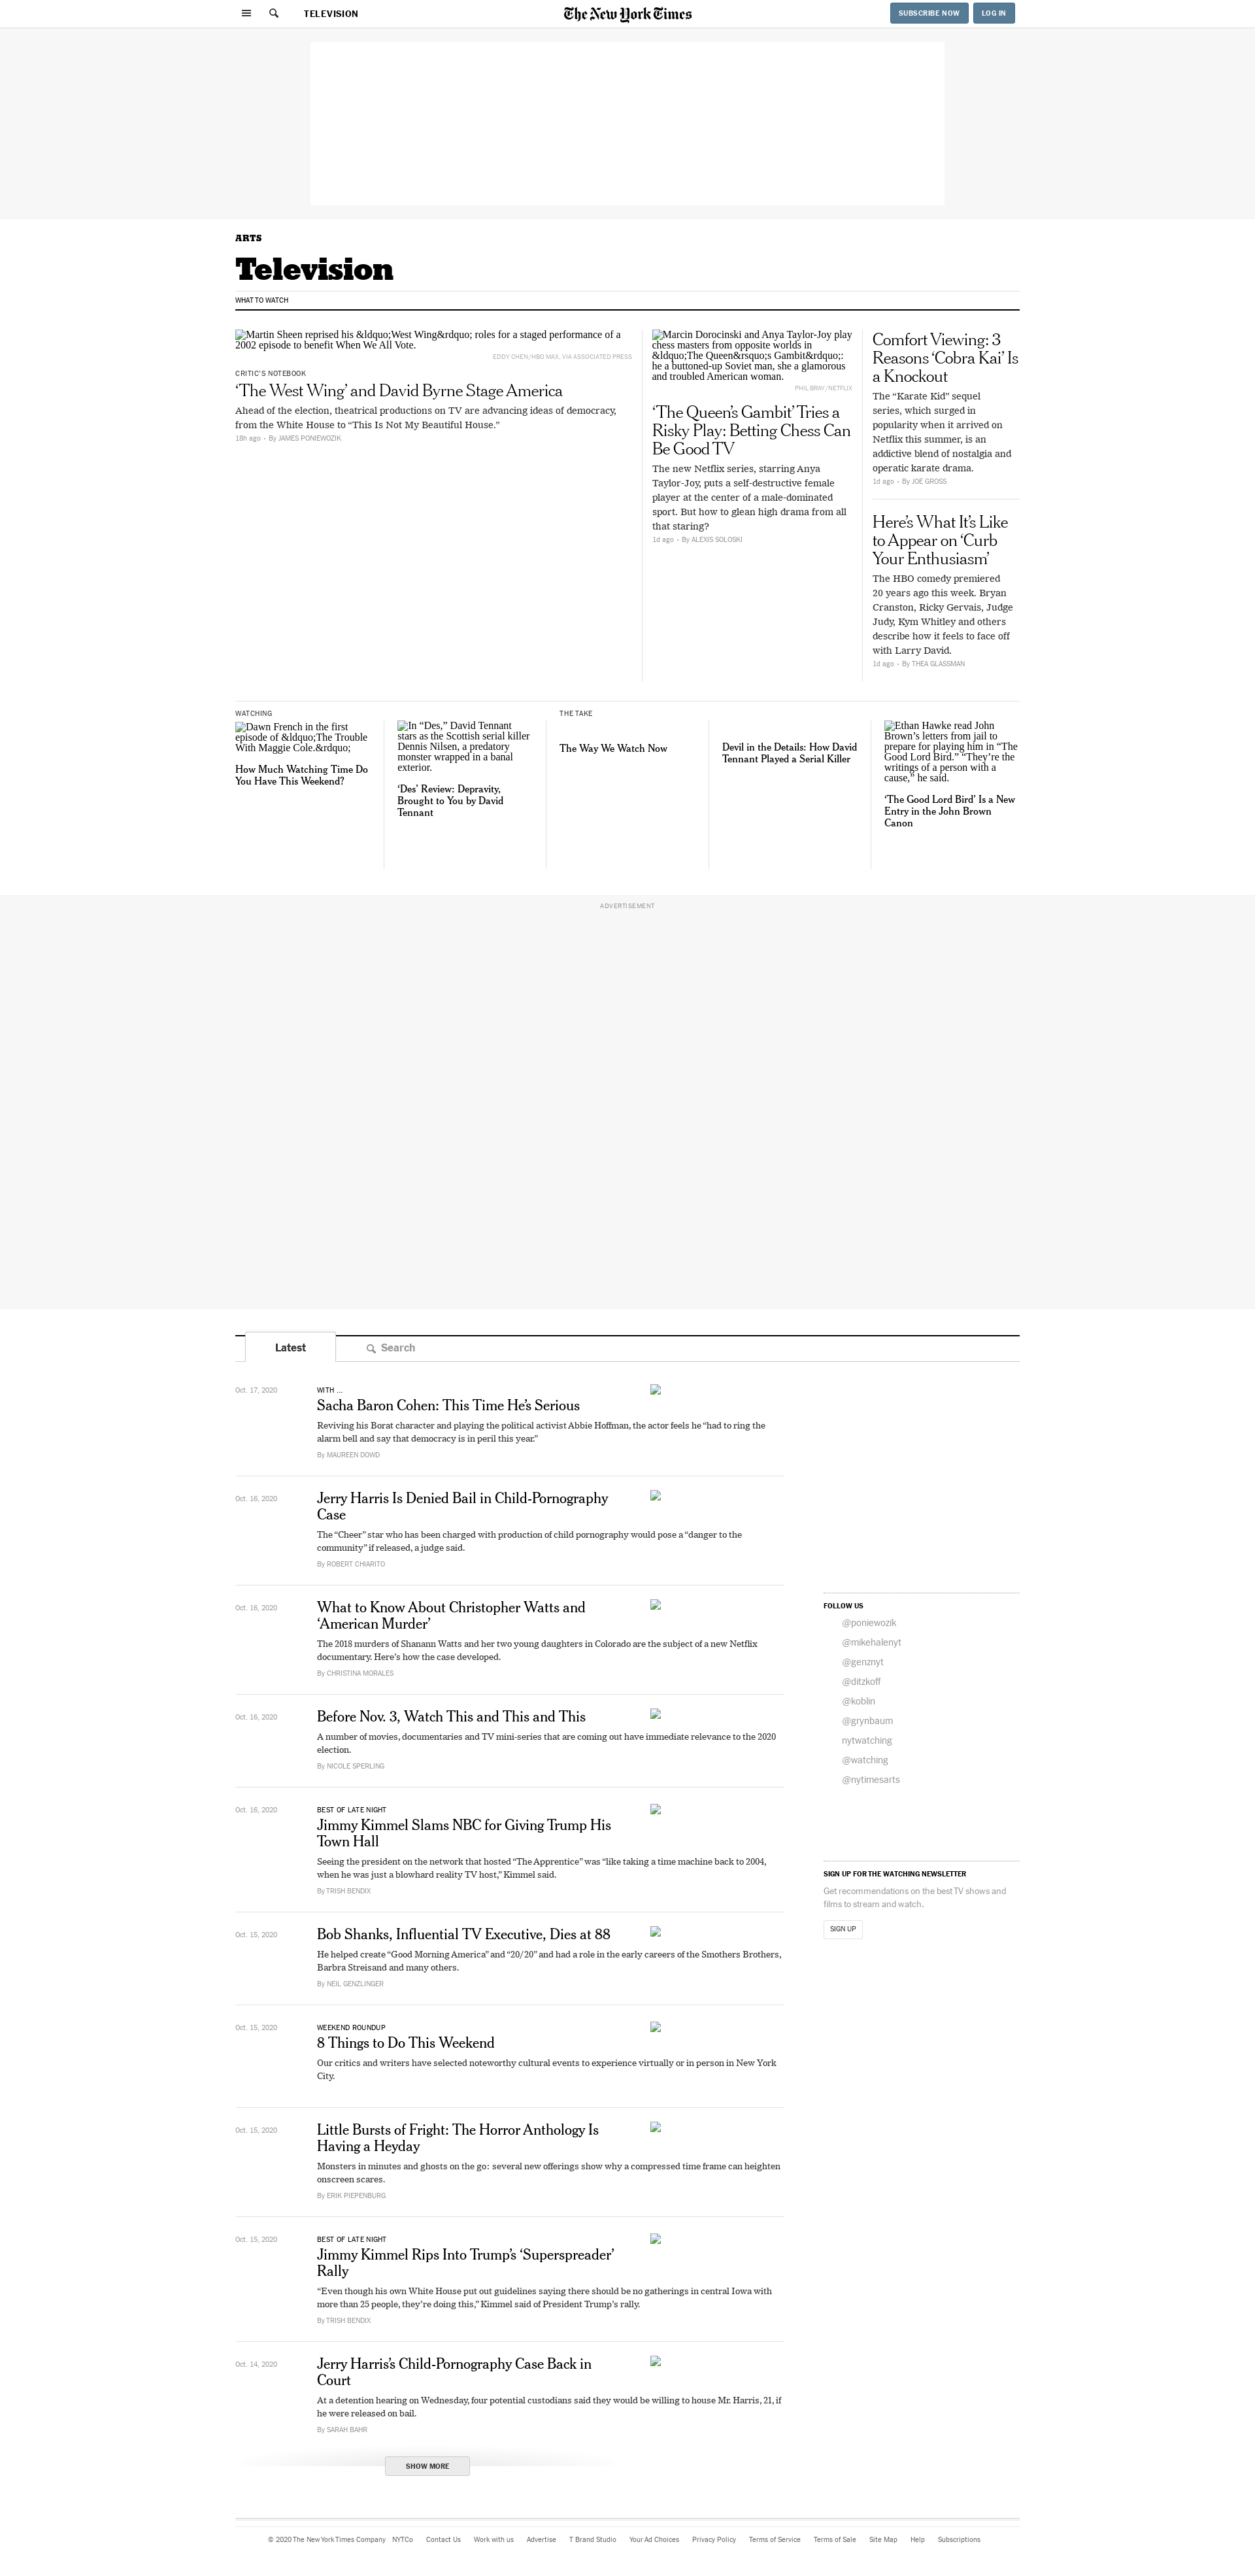 TELEVISION
The New York Times
SUBSCRIBE NOW
LOG IN
ARTS
Television
WHAT TO WATCH
Martin Sheen reprised his &ldquo;West Wing&rdquo; roles for a staged performance of a
2002 episode to benefit When We All Vote.
EDDY CHEN/HBO MAX, VIA ASSOCIATED PRESS
CRITIC'S NOTEBOOK
‘The West Wing’ and David Byrne Stage America
Ahead of the election, theatrical productions on TV are advancing ideas of democracy,
from the White House to “This Is Not My Beautiful House.”
18h ago • By JAMES PONIEWOZIK
Marcin Dorocinski and Anya Taylor-Joy play
chess masters from opposite worlds in
&ldquo;The Queen&rsquo;s Gambit&rdquo;:
he a buttoned-up Soviet man, she a glamorous
and troubled American woman.
PHIL BRAY/NETFLIX
‘The Queen’s Gambit’ Tries a
Risky Play: Betting Chess Can
Be Good TV
The new Netflix series, starring Anya
Taylor-Joy, puts a self-destructive female
player at the center of a male-dominated
sport. But how to glean high drama from all
that staring?
1d ago • By ALEXIS SOLOSKI
Comfort Viewing: 3
Reasons ‘Cobra Kai’ Is
a Knockout
The “Karate Kid” sequel
series, which surged in
popularity when it arrived on
Netflix this summer, is an
addictive blend of nostalgia and
operatic karate drama.
1d ago • By JOE GROSS
Here’s What It’s Like
to Appear on ‘Curb
Your Enthusiasm’
The HBO comedy premiered
20 years ago this week. Bryan
Cranston, Ricky Gervais, Judge
Judy, Kym Whitley and others
describe how it feels to face off
with Larry David.
1d ago • By THEA GLASSMAN
WATCHING
Dawn French in the first
episode of &ldquo;The Trouble
With Maggie Cole.&rdquo;
How Much Watching Time Do
You Have This Weekend?
In “Des,” David Tennant
stars as the Scottish serial killer
Dennis Nilsen, a predatory
monster wrapped in a banal
exterior.
‘Des’ Review: Depravity,
Brought to You by David
Tennant
THE TAKE
The Way We Watch Now
Devil in the Details: How David
Tennant Played a Serial Killer
Ethan Hawke read John
Brown’s letters from jail to
prepare for playing him in “The
Good Lord Bird.” “They’re the
writings of a person with a
cause,” he said.
‘The Good Lord Bird’ Is a New
Entry in the John Brown
Canon
ADVERTISEMENT
Latest
Search
Oct. 17, 2020
WITH ...
Sacha Baron Cohen: This Time He’s Serious
Reviving his Borat character and playing the political activist Abbie Hoffman, the actor feels he “had to ring the
alarm bell and say that democracy is in peril this year.”
By MAUREEN DOWD
Oct. 16, 2020
Jerry Harris Is Denied Bail in Child-Pornography
Case
The “Cheer” star who has been charged with production of child pornography would pose a “danger to the
community” if released, a judge said.
By ROBERT CHIARITO
Oct. 16, 2020
What to Know About Christopher Watts and
‘American Murder’
The 2018 murders of Shanann Watts and her two young daughters in Colorado are the subject of a new Netflix
documentary. Here’s how the case developed.
By CHRISTINA MORALES
Oct. 16, 2020
Before Nov. 3, Watch This and This and This
A number of movies, documentaries and TV mini-series that are coming out have immediate relevance to the 2020
election.
By NICOLE SPERLING
Oct. 16, 2020
BEST OF LATE NIGHT
Jimmy Kimmel Slams NBC for Giving Trump His
Town Hall
Seeing the president on the network that hosted “The Apprentice” was “like taking a time machine back to 2004,
when he was just a blowhard reality TV host,” Kimmel said.
By TRISH BENDIX
Oct. 15, 2020
Bob Shanks, Influential TV Executive, Dies at 88
He helped create “Good Morning America” and “20/20” and had a role in the early careers of the Smothers Brothers,
Barbra Streisand and many others.
By NEIL GENZLINGER
Oct. 15, 2020
WEEKEND ROUNDUP
8 Things to Do This Weekend
Our critics and writers have selected noteworthy cultural events to experience virtually or in person in New York
City.
Oct. 15, 2020
Little Bursts of Fright: The Horror Anthology Is
Having a Heyday
Monsters in minutes and ghosts on the go: several new offerings show why a compressed time frame can heighten
onscreen scares.
By ERIK PIEPENBURG
Oct. 15, 2020
BEST OF LATE NIGHT
Jimmy Kimmel Rips Into Trump’s ‘Superspreader’
Rally
“Even though his own White House put out guidelines saying there should be no gatherings in central Iowa with
more than 25 people, they’re doing this,” Kimmel said of President Trump’s rally.
By TRISH BENDIX
Oct. 14, 2020
Jerry Harris’s Child-Pornography Case Back in
Court
At a detention hearing on Wednesday, four potential custodians said they would be willing to house Mr. Harris, 21, if
he were released on bail.
By SARAH BAHR
SHOW MORE
FOLLOW US
@poniewozik
@mikehalenyt
@genznyt
@ditzkoff
@koblin
@grynbaum
nytwatching
@watching
@nytimesarts
SIGN UP FOR THE WATCHING NEWSLETTER
Get recommendations on the best TV shows and
films to stream and watch.
SIGN UP
© 2020 The New York Times Company NYTCo Contact Us Work with us Advertise T Brand Studio Your Ad Choices Privacy Policy Terms of Service Terms of Sale Site Map Help Subscriptions